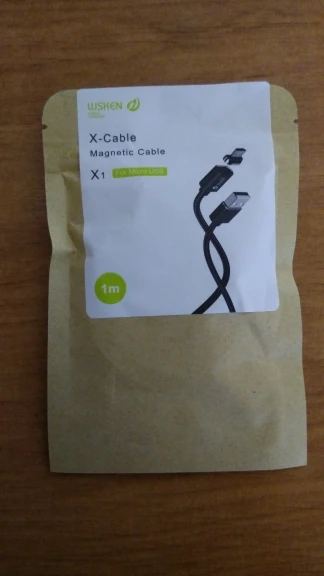 WSKEN
X-Cable
Magnetic Cable
X1 For Micro USB
1m